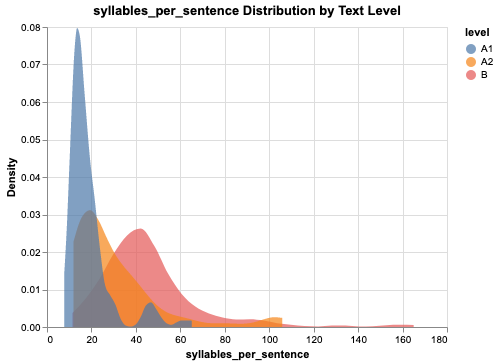 syllables_per_sentence Distribution by Text Level
level
A1
A2
B
Density
0.08
0.07
0.06
0.05
0.04
0.03
0.02
0.01
0.00
0 20 40 60 80 100 120 140 160 180
syllables_per_sentence